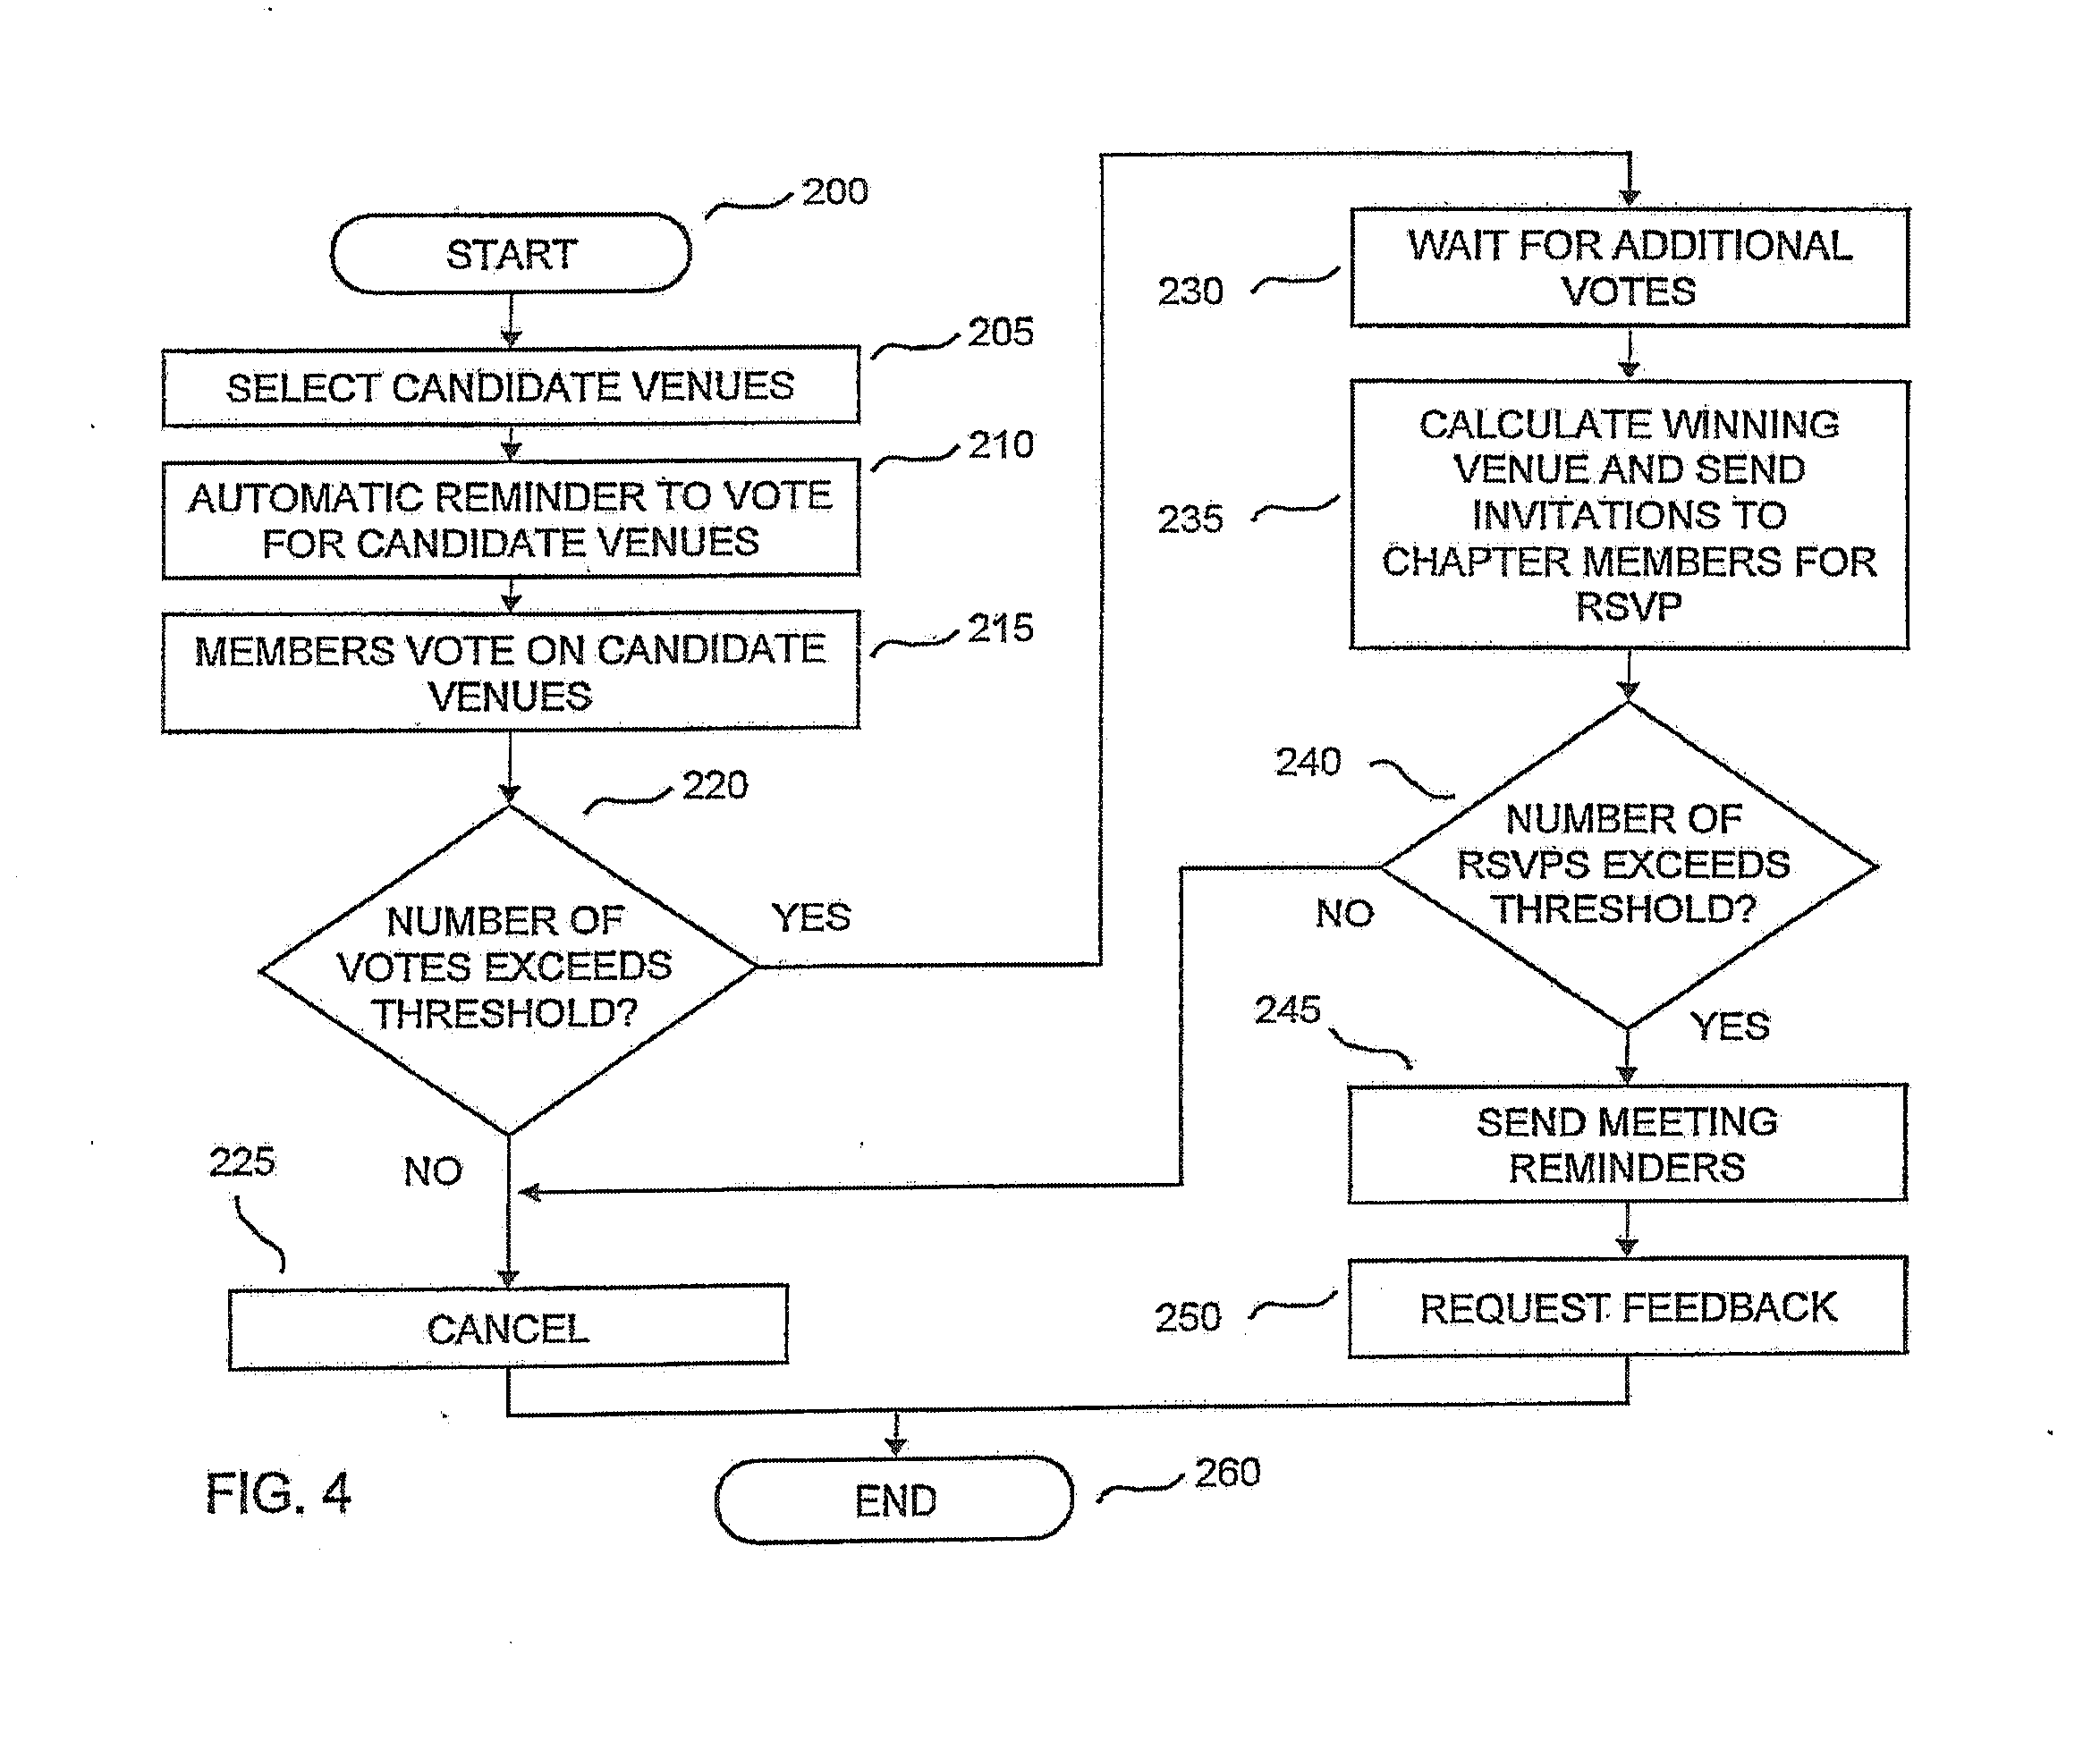 200
START
205
SELECT CANDIDATE VENUES
210
AUTOMATIC REMINDER TO VOTE
FOR CANDIDATE VENUES
215
MEMBERS VOTE ON CANDIDATE
VENUES
220
NUMBER OF
VOTES EXCEEDS
THRESHOLD?
YES
NO
225
CANCEL
230
WAIT FOR ADDITIONAL
VOTES
235
CALCULATE WINNING
VENUE AND SEND
INVITATIONS TO
CHAPTER MEMBERS FOR
RSVP
240
NUMBER OF
RSVPS EXCEEDS
THRESHOLD?
NO
YES
245
SEND MEETING
REMINDERS
250
REQUEST FEEDBACK
END
260
FIG. 4